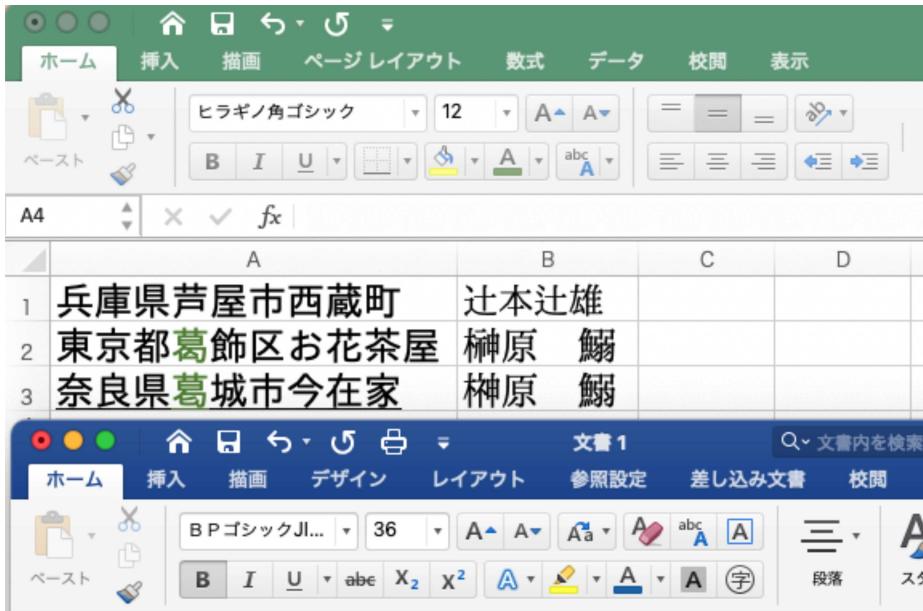 ホーム 挿入 描画 ページ レイアウト 数式 データ 校閲 表示
ヒラギノ角ゴシック 12 A A
ペースト B I U A abc A
A4 fx
A B C D
1 兵庫県芦屋市西蔵町 辻本辻雄
2 東京都葛飾区お花茶屋 榊原 鰯
3 奈良県葛城市今在家 榊原 鰯
文書1 文書内を検索
ホーム 挿入 描画 デザイン レイアウト 参照設定 差し込み文書 校閲
BPゴシックJI... 36 A A Aa A abc A A
ペースト B I U abc X₂ X² A A A 字 段落